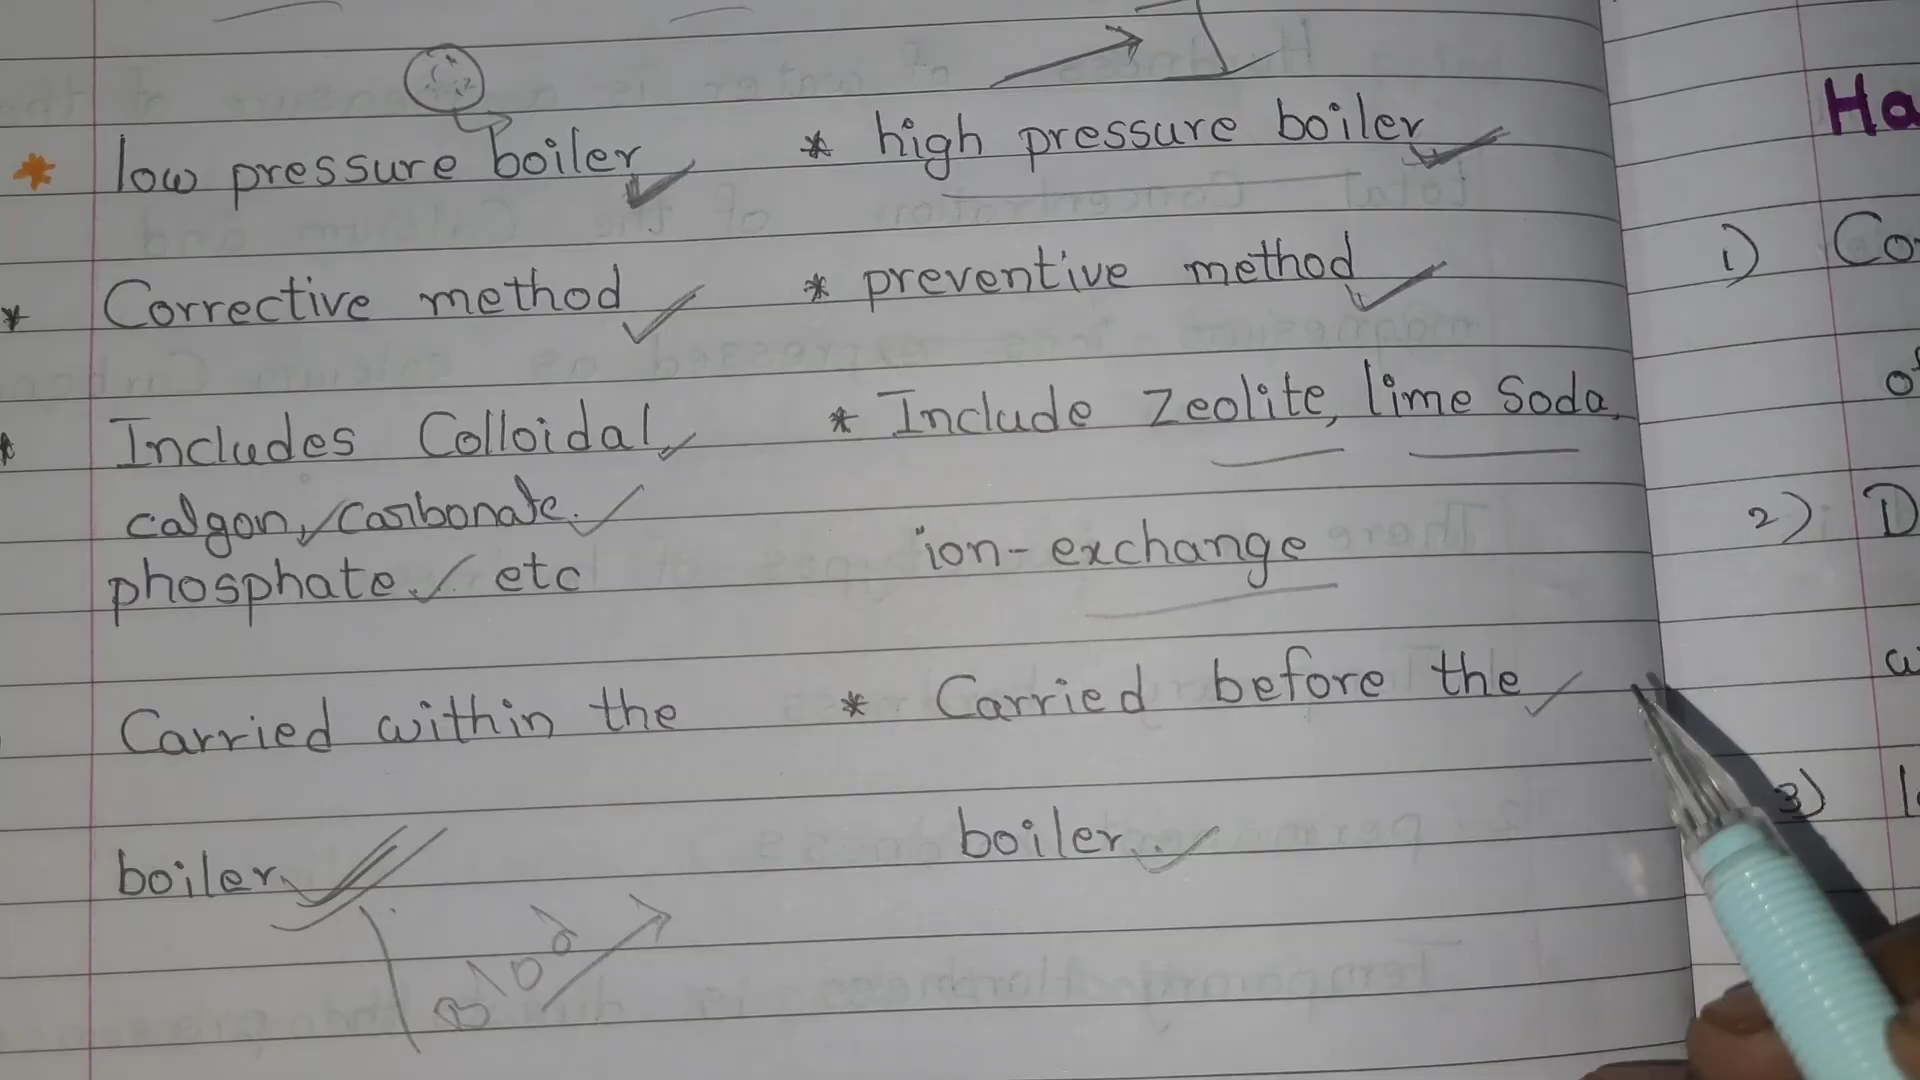 * low pressure boiler * high pressure boiler
* Corrective method * preventive method
* Includes Colloidal, * Include Zeolite, lime Soda,
calgon, Carbonate.
phosphate, etc ion-exchange
Carried within the * Carried before the
boiler. boiler..
Ha
1) Co
of
2) D
3)